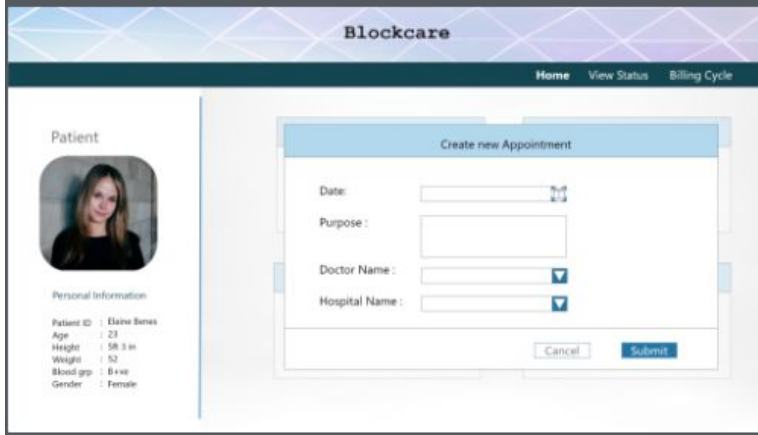 Blockcare
Home View Status Billing Cycle
Patient
Create new Appointment
Date:
Purpose :
Doctor Name :
Hospital Name :
Cancel Submit
Personal Information
Patient ID : Elaine Benes
Age : 23
Height : 5ft 3 in
Weight : 52
Blood grp : B+ve
Gender : Female